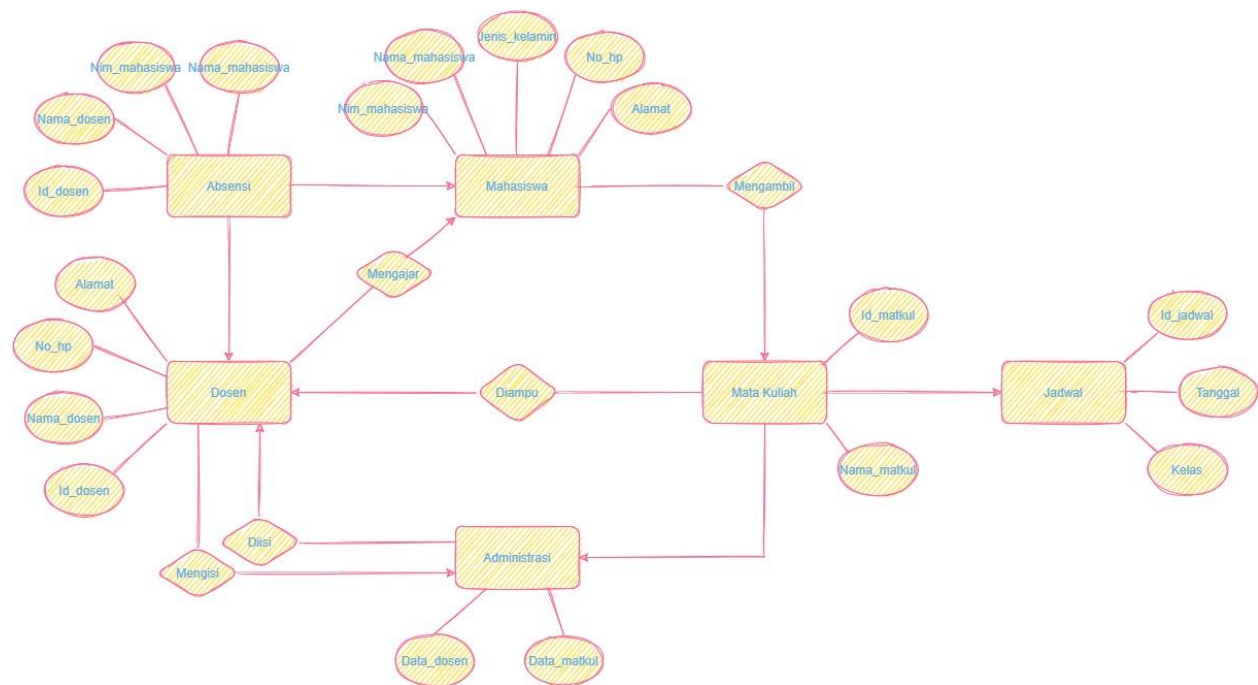 Jenis_kelamin
Nama_mahasiswa
No_hp
Nim_mahasiswa
Nama_mahasiswa
Nim_mahasiswa
Alamat
Nama_dosen
Id_dosen
Absensi
Mahasiswa
Mengambil
Mengajar
Alamat
No_hp
Nama_dosen
Id_dosen
Dosen
Diampu
Mata Kuliah
Id_matkul
Nama_matkul
Jadwal
Id_jadwal
Tanggal
Kelas
Diisi
Mengisi
Administrasi
Data_dosen
Data_matkul